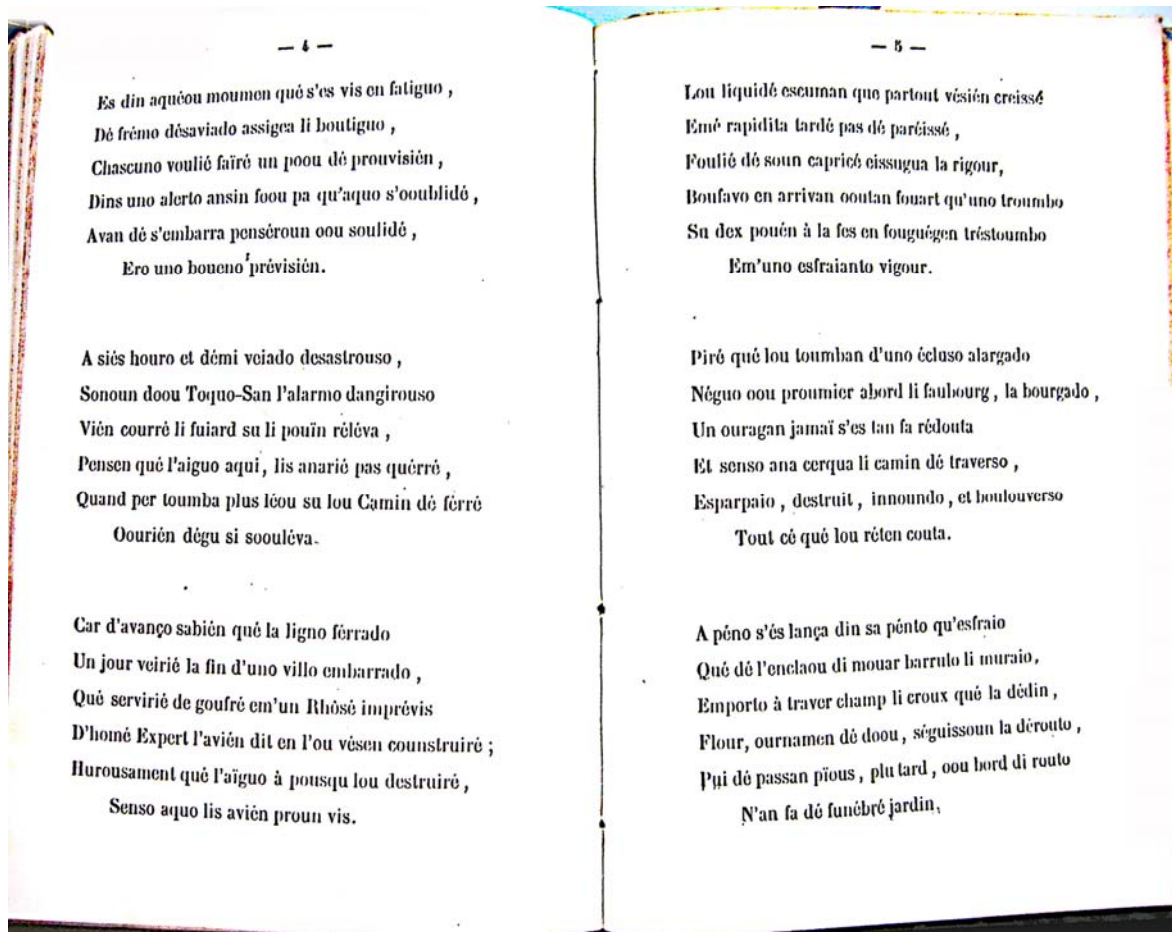 — 4 —
Es din aquéou moumen qué s'es vis en fatiguo ,
Dé frémo désaviado assigea li boutiguo ,
Chascuno voulié faïré un poou dé prouvisién ,
Dins uno alerto ansin foou pa qu'aquo s'ooublidé ,
Avan dé s'embarra penséroun oou soulidé ,
Ero uno boueno prévisién.
A siés houro et démi veiado desastrouso ,
Sonoun doou Toquo-San l'alarmo dangirouso
Vién courré li fuiard su li pouïn réléva ,
Pensen qué l'aiguo aqui, lis anarié pas quérré ,
Quand per toumba plus léou su lou Camin dé férré
Oourién dégu si soouléva.
Car d'avanço sabién qué la ligno férrado
Un jour veirié la fin d'uno villo embarrado ,
Qué servirié de goufré em'un Rhôsé imprévis
D'homé Expert l'avién dit en l'ou vésen counstruiré ;
Hurousament qué l'aïguo à pousqu lou destruiré ,
Senso aquo lis avién proun vis.
— 5 —
Lou liquidé escuman que partout vésién creissé
Emé rapidita tardé pas dé paréissé ,
Foulié dé soun capricé eissugua la rigour,
Boufavo en arrivan ooutan fouart qu'uno troumbo
Su dex pouén à la fes en fouguégen tréstoumbo
Em'uno esfraianto vigour.
Piré qué lou toumban d'uno écluso alargado
Néguo oou proumier abord li faubourg , la bourgado ,
Un ouragan jamaï s'es tan fa rédouta
Et senso ana cerqua li camin dé traverso ,
Esparpaio , destruit , innoundo , et boulouverso
Tout cé qué lou réten couta.
A péno s'és lança din sa pénto qu'esfraio
Qué dé l'enclaou di mouar barrulo li muraio,
Emporto à traver champ li croux qué la dédin ,
Flour, ournamen dé doou , séguissoun la dérouto ,
Pui dé passan pïous , plu tard , oou bord di routo
N'an fa dé funébré jardin.